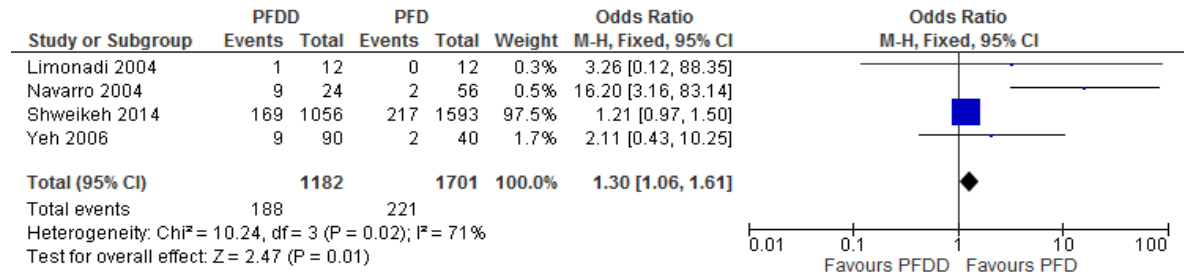 PFDD PFD Odds Ratio Odds Ratio
Study or Subgroup Events Total Events Total Weight M-H, Fixed, 95% CI M-H, Fixed, 95% CI
Limonadi 2004 1 12 0 12 0.3% 3.26 [0.12, 88.35]
Navarro 2004 9 24 2 56 0.5% 16.20 [3.16, 83.14]
Shweikeh 2014 169 1056 217 1593 97.5% 1.21 [0.97, 1.50]
Yeh 2006 9 90 2 40 1.7% 2.11 [0.43, 10.25]
Total (95% CI) 1182 1701 100.0% 1.30 [1.06, 1.61]
Total events 188 221
Heterogeneity: Chi² = 10.24, df = 3 (P = 0.02); I² = 71%
Test for overall effect: Z = 2.47 (P = 0.01)
0.01 0.1 1 10 100
Favours PFDD Favours PFD